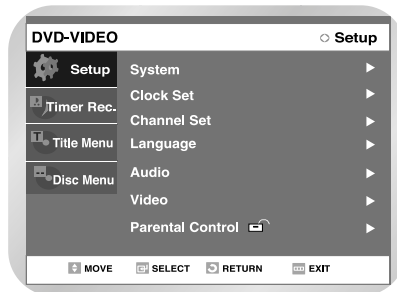 DVD-VIDEO Setup
Setup
Timer Rec.
Title Menu
Disc Menu
System
Clock Set
Channel Set
Language
Audio
Video
Parental Control
MOVE SELECT RETURN EXIT